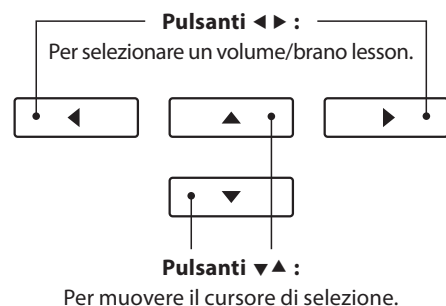 Pulsanti ◀ ▶ :
Per selezionare un volume/brano lesson.
Pulsanti ▼ ▲ :
Per muovere il cursore di selezione.